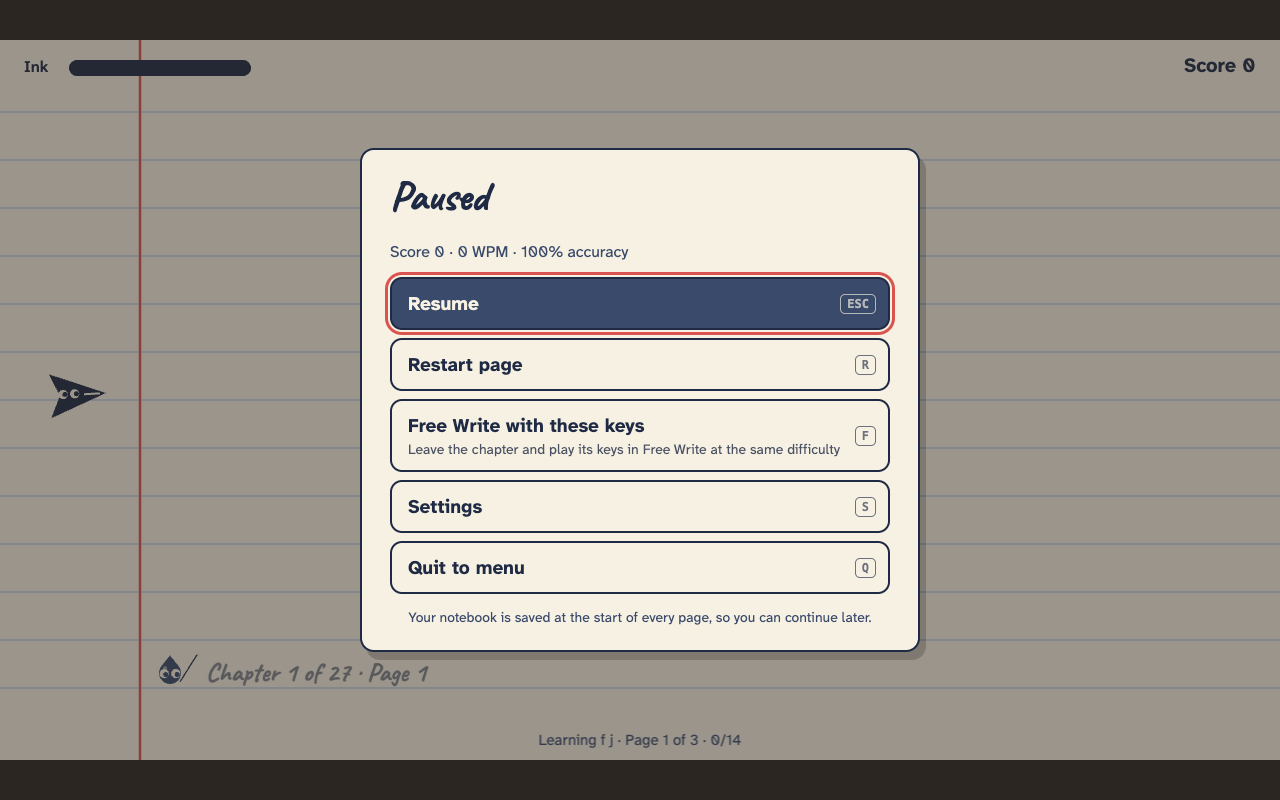 Ink
Score 0
Paused
Score 0 · 0 WPM · 100% accuracy
Resume ESC
Restart page R
Free Write with these keys F
Leave the chapter and play its keys in Free Write at the same difficulty
Settings S
Quit to menu Q
Your notebook is saved at the start of every page, so you can continue later.
Chapter 1 of 27 · Page 1
Learning f j · Page 1 of 3 · 0/14